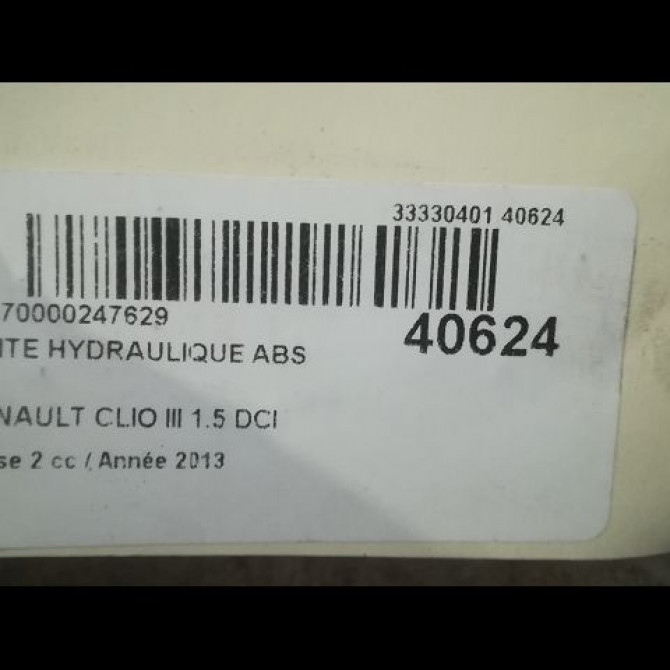 33330401 40624
70000247629
40624
ITE HYDRAULIQUE ABS
NAULT CLIO III 1.5 DCI
se 2 cc / Année 2013